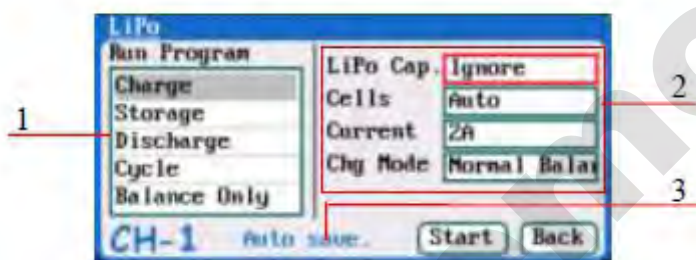 LiPo
Run Program
Charge
Storage
Discharge
Cycle
Balance Only
LiPo Cap. Ignore
Cells Auto
Current 2A
Chg Mode Normal Balan
CH-1 Auto save. Start Back
1
2
3